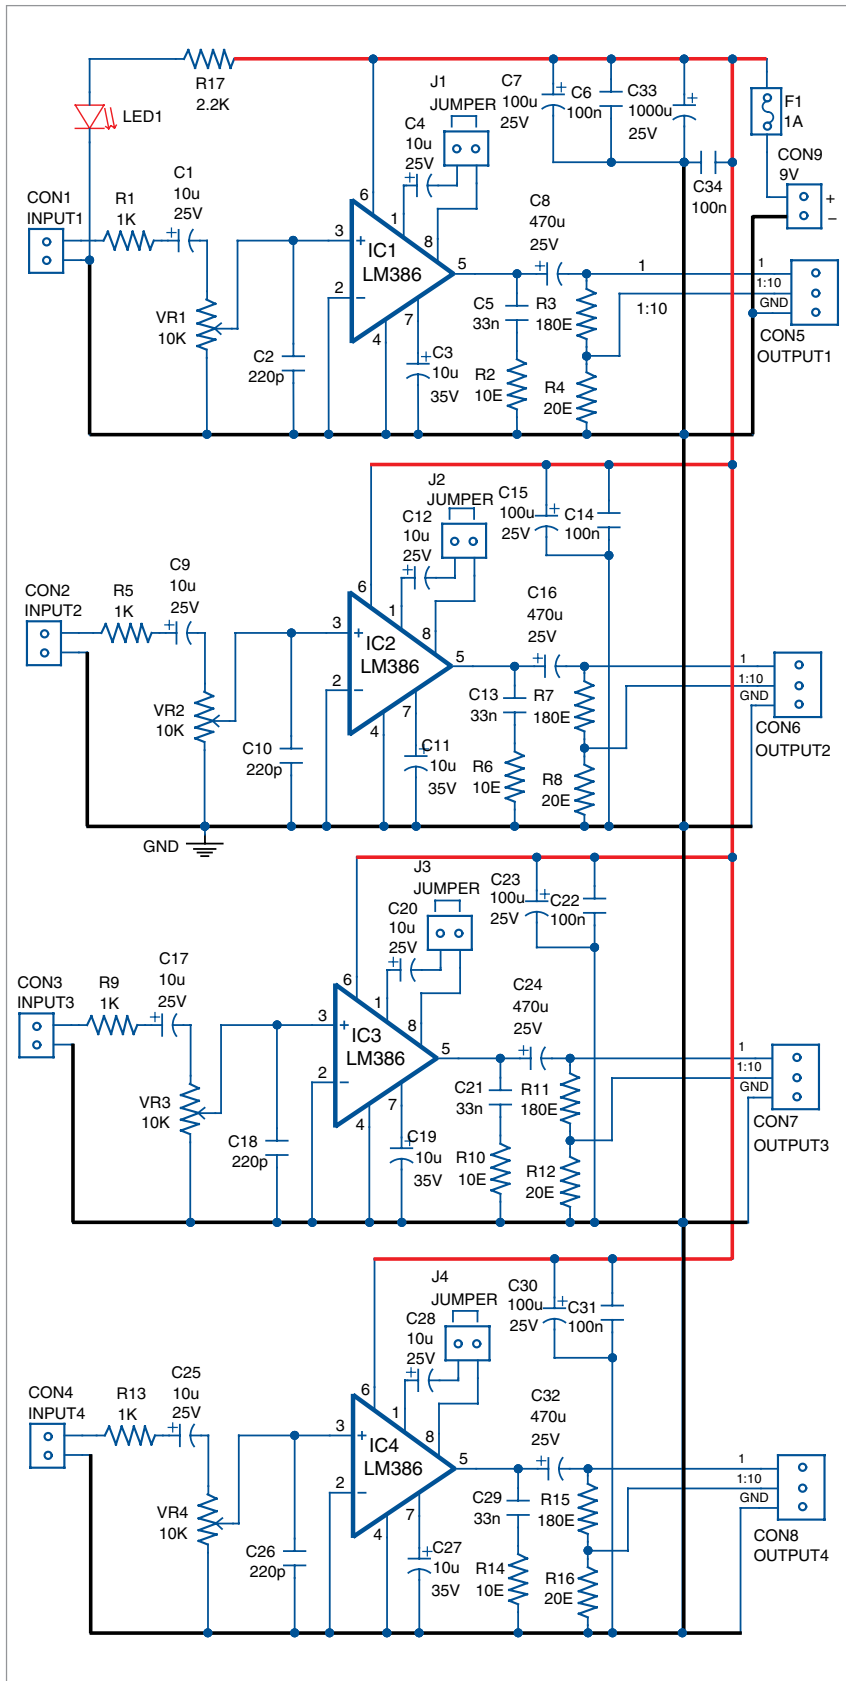 R17
2.2K
LED1
J1
JUMPER
C7
100u
25V
C6
100n
C33
1000u
25V
F1
1A
CON9
9V
+
–
C34
100n
CON1
INPUT1
R1
1K
C1
10u
25V
+
VR1
10K
C2
220p
C4
10u
25V
+
6
1
8
3
+
2
–
IC1
LM386
5
7
4
C3
10u
35V
+
C8
470u
25V
+
C5
33n
R2
10E
R3
180E
R4
20E
1
1:10
1
1:10
GND
CON5
OUTPUT1
+
+
J2
JUMPER
C15
100u
25V
+
C14
100n
CON2
INPUT2
R5
1K
C9
10u
25V
+
VR2
10K
C10
220p
C12
10u
25V
+
6
1
8
3
+
2
–
IC2
LM386
5
7
4
C11
10u
35V
+
C16
470u
25V
+
C13
33n
R6
10E
R7
180E
R8
20E
1
1:10
GND
CON6
OUTPUT2
GND
J3
JUMPER
C23
100u
25V
+
C22
100n
CON3
INPUT3
R9
1K
C17
10u
25V
+
VR3
10K
C18
220p
C20
10u
25V
+
6
1
8
3
+
2
–
IC3
LM386
5
7
4
C19
10u
35V
+
C24
470u
25V
+
C21
33n
R10
10E
R11
180E
R12
20E
1
1:10
GND
CON7
OUTPUT3
J4
JUMPER
C30
100u
25V
+
C31
100n
CON4
INPUT4
R13
1K
C25
10u
25V
+
VR4
10K
C26
220p
C28
10u
25V
+
6
1
8
3
+
2
–
IC4
LM386
5
7
4
C27
10u
35V
+
C32
470u
25V
+
C29
33n
R14
10E
R15
180E
R16
20E
1
1:10
GND
CON8
OUTPUT4